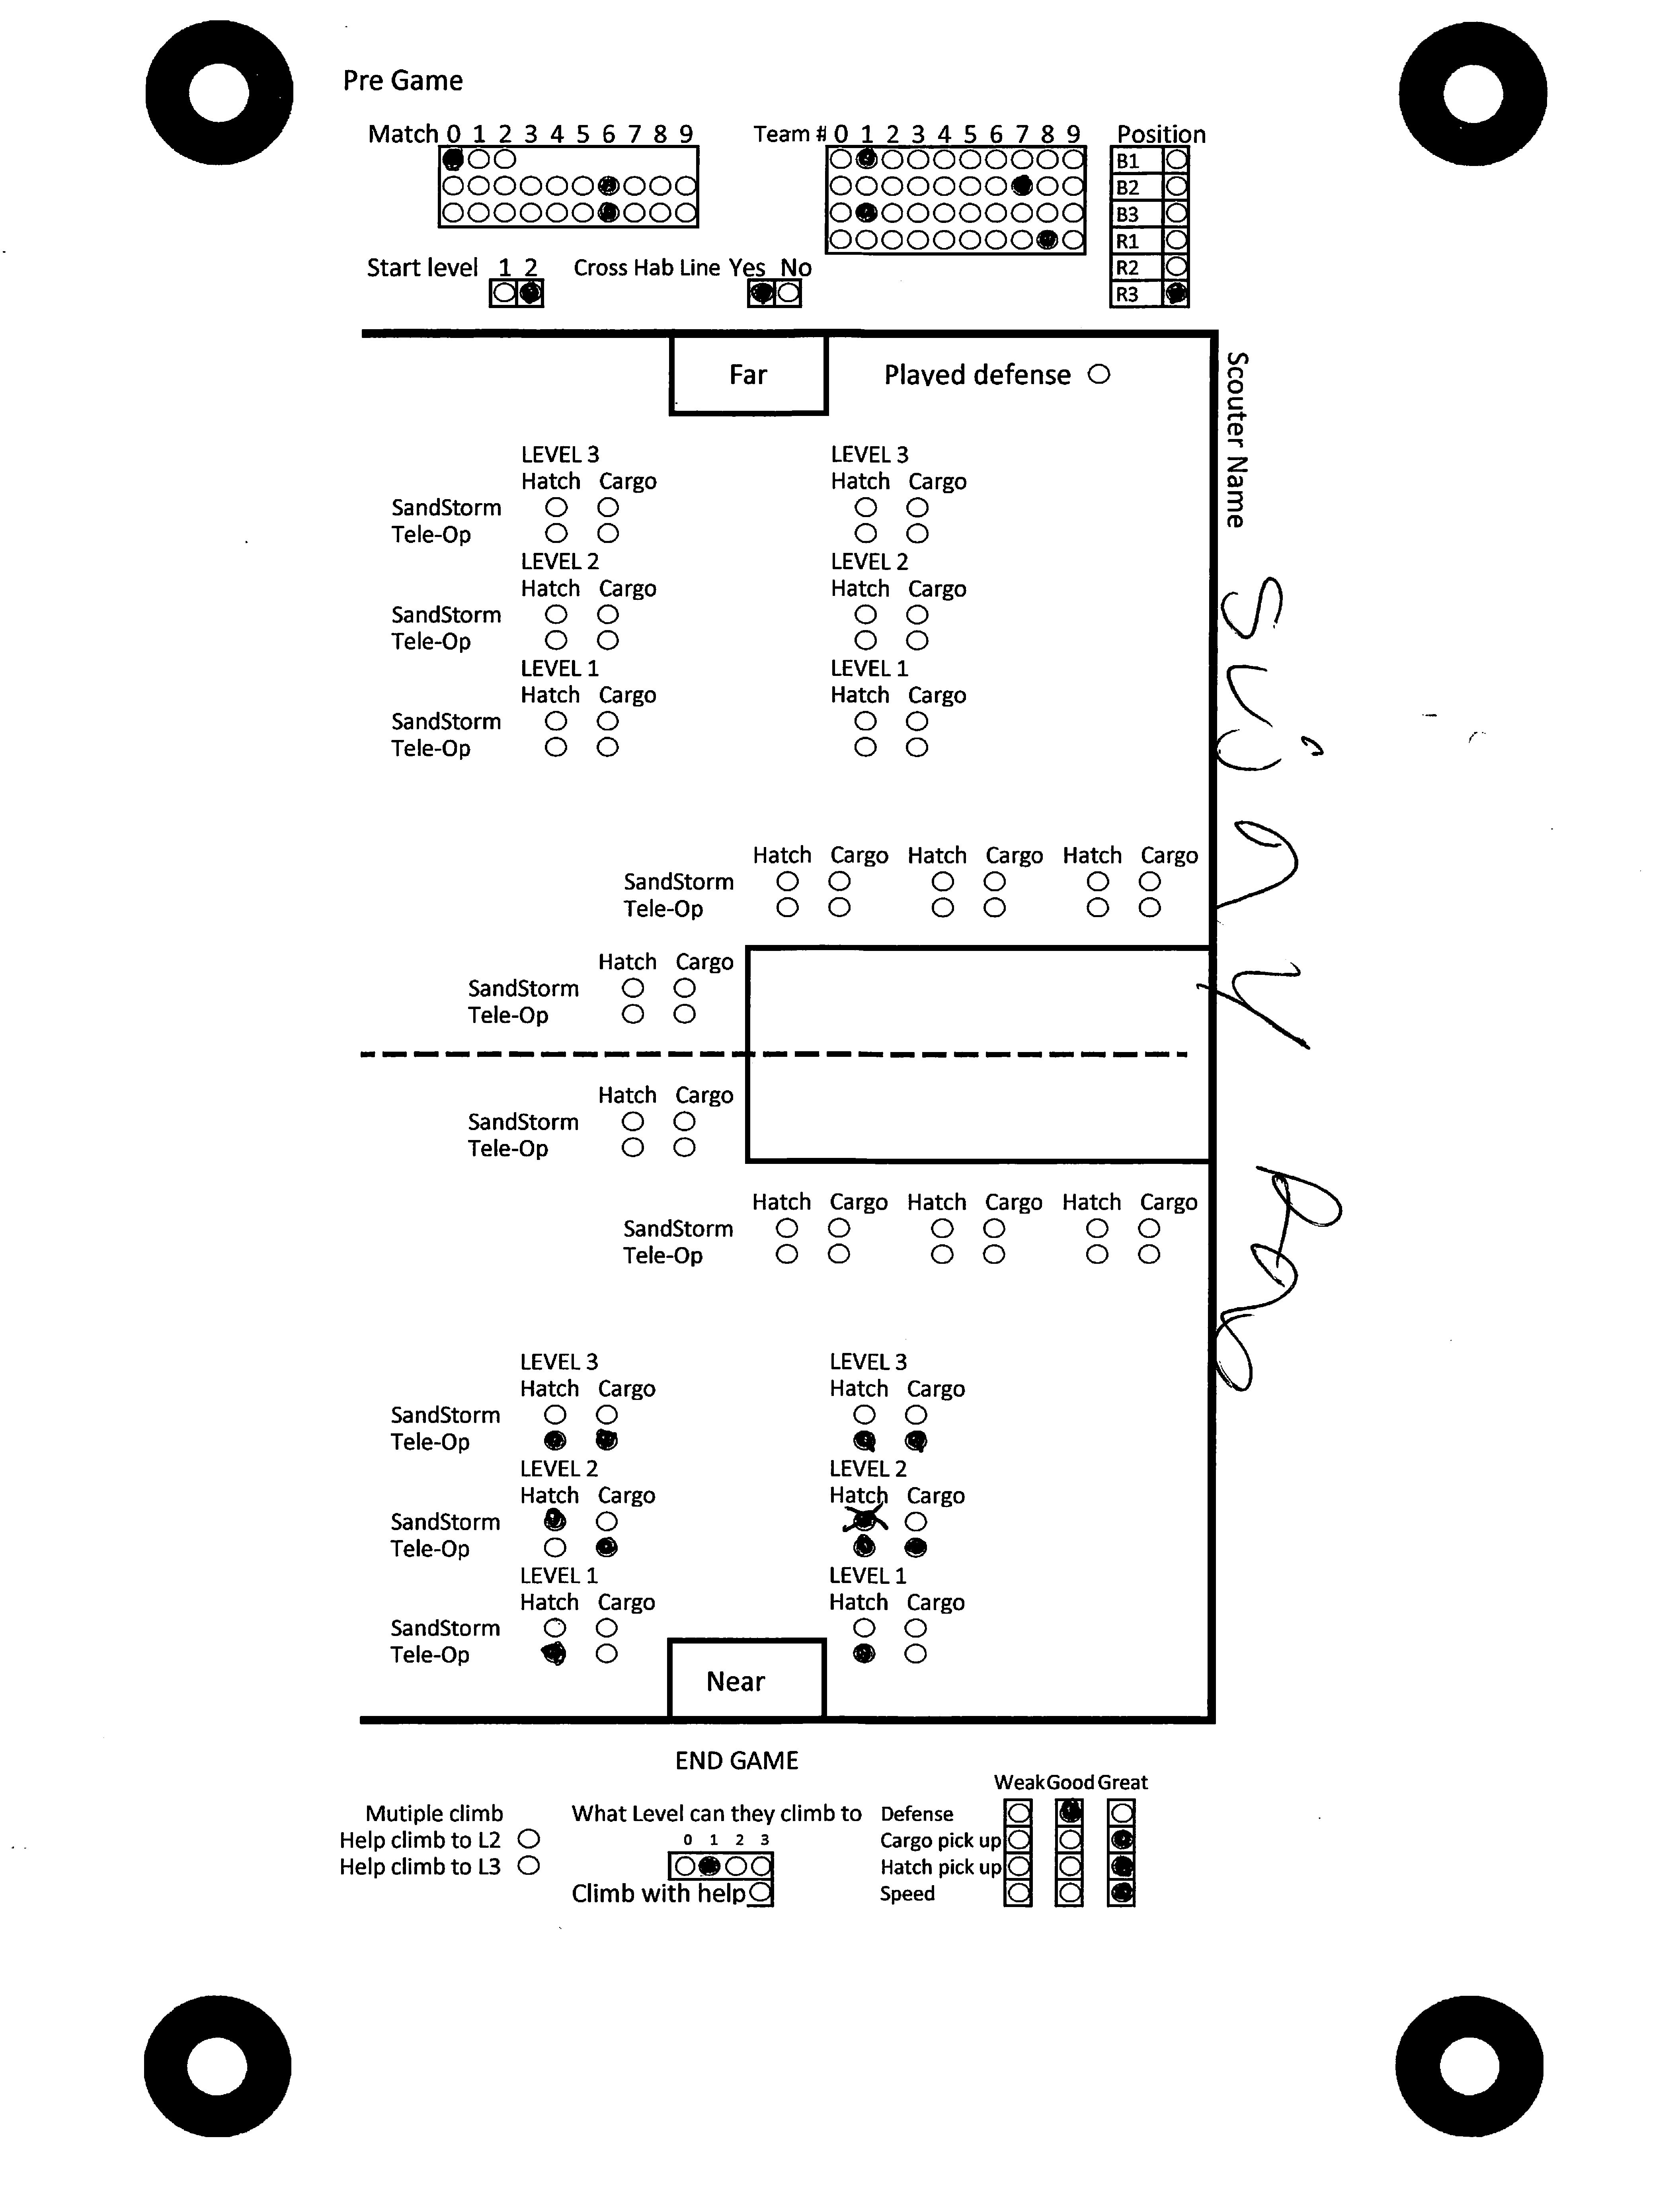 Pre Game
Match 0 1 2 3 4 5 6 7 8 9
Team # 0 1 2 3 4 5 6 7 8 9
Position
B1
B2
B3
R1
R2
R3
Start level 1 2
Cross Hab Line Yes No
Far
Played defense
Scouter Name
LEVEL 3 LEVEL 3
Hatch Cargo Hatch Cargo
SandStorm
Tele-Op
LEVEL 2 LEVEL 2
Hatch Cargo Hatch Cargo
SandStorm
Tele-Op
LEVEL 1 LEVEL 1
Hatch Cargo Hatch Cargo
SandStorm
Tele-Op
Hatch Cargo Hatch Cargo Hatch Cargo
SandStorm
Tele-Op
Hatch Cargo
SandStorm
Tele-Op
Hatch Cargo
SandStorm
Tele-Op
Hatch Cargo Hatch Cargo Hatch Cargo
SandStorm
Tele-Op
LEVEL 3 LEVEL 3
Hatch Cargo Hatch Cargo
SandStorm
Tele-Op
LEVEL 2 LEVEL 2
Hatch Cargo Hatch Cargo
SandStorm
Tele-Op
LEVEL 1 LEVEL 1
Hatch Cargo Hatch Cargo
SandStorm
Tele-Op
Near
END GAME
Mutiple climb
Help climb to L2
Help climb to L3
What Level can they climb to
0 1 2 3
Climb with help
Weak Good Great
Defense
Cargo pick up
Hatch pick up
Speed